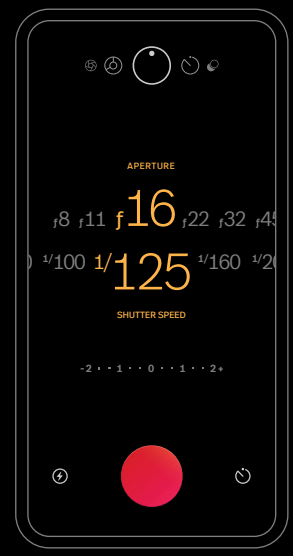 APERTURE
f8 f11 f16 f22 f32
1/100 1/125 1/160
SHUTTER SPEED
-2 · · 1 · · 0 · · 1 · · 2+